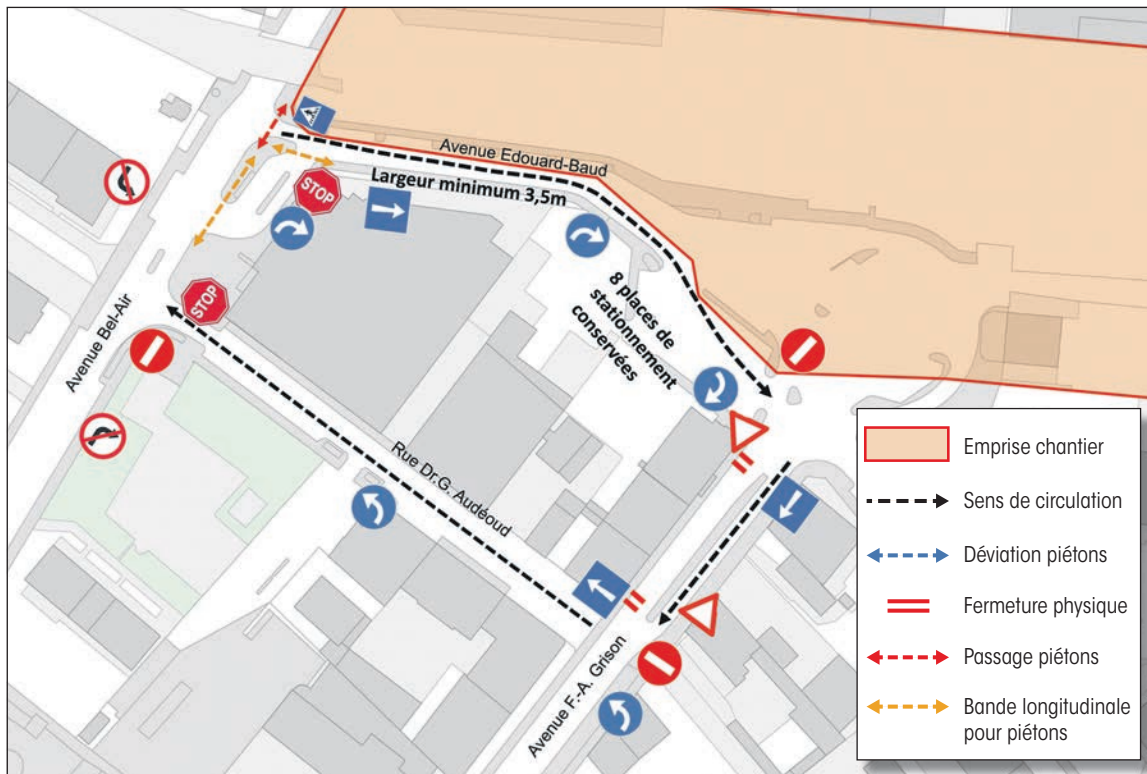 Avenue Edouard-Baud
Largeur minimum 3,5m
STOP
8 places de
stationnement
conservées
STOP
Avenue Bel-Air
Rue Dr.G. Audéoud
Avenue F.-A. Grison
Emprise chantier
Sens de circulation
Déviation piétons
Fermeture physique
Passage piétons
Bande longitudinale
pour piétons